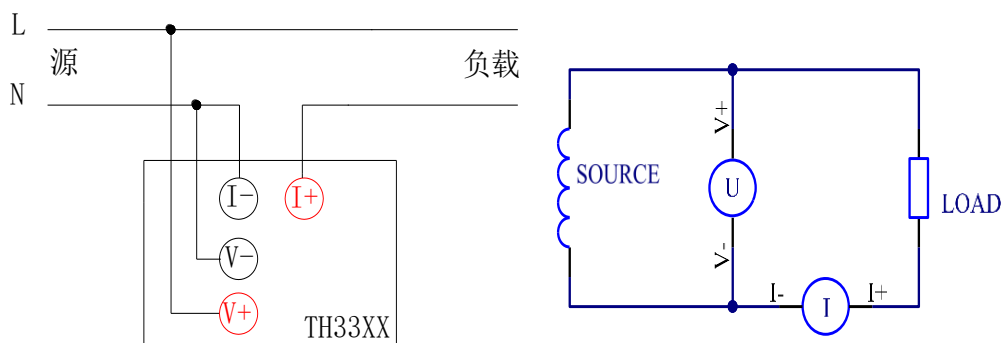 L
源
负载
N
I-
I+
V-
V+
TH33XX
V+
SOURCE
U
LOAD
V-
I-
I+
I